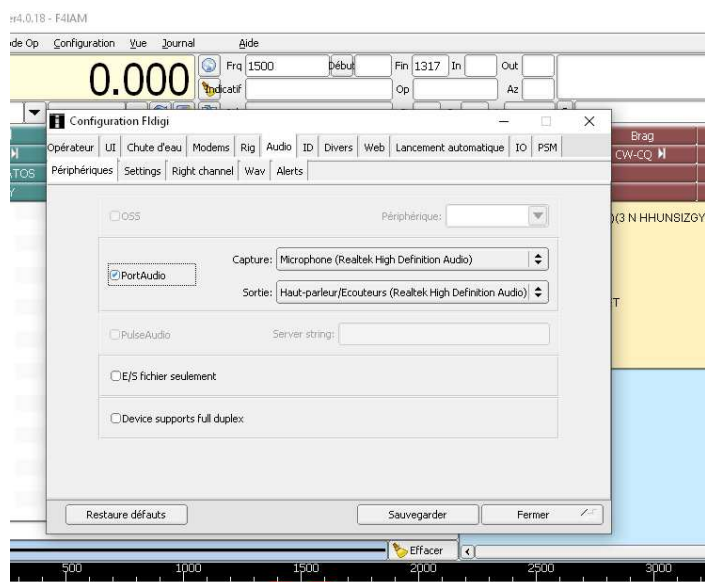 er4.0.18 - F4IAM
de Op Configuration Vue Journal Aide
0.000
Frq 1500 Début Fin 1317 In Out
Indicatif Op Az
Configuration Fldigi
Opérateur UI Chute d'eau Modems Rig Audio ID Divers Web Lancement automatique IO PSM
Périphériques Settings Right channel Wav Alerts
Brag
CW-CQ
TOS
OSS Périphérique:
)(3 N HHUNSIZGY
Capture: Microphone (Realtek High Definition Audio)
PortAudio
Sortie: Haut-parleur/Ecouteurs (Realtek High Definition Audio)
T
PulseAudio Server string:
E/S fichier seulement
Device supports full duplex
Restaure défauts Sauvegarder Fermer
Effacer
500 1000 1500 2000 2500 3000